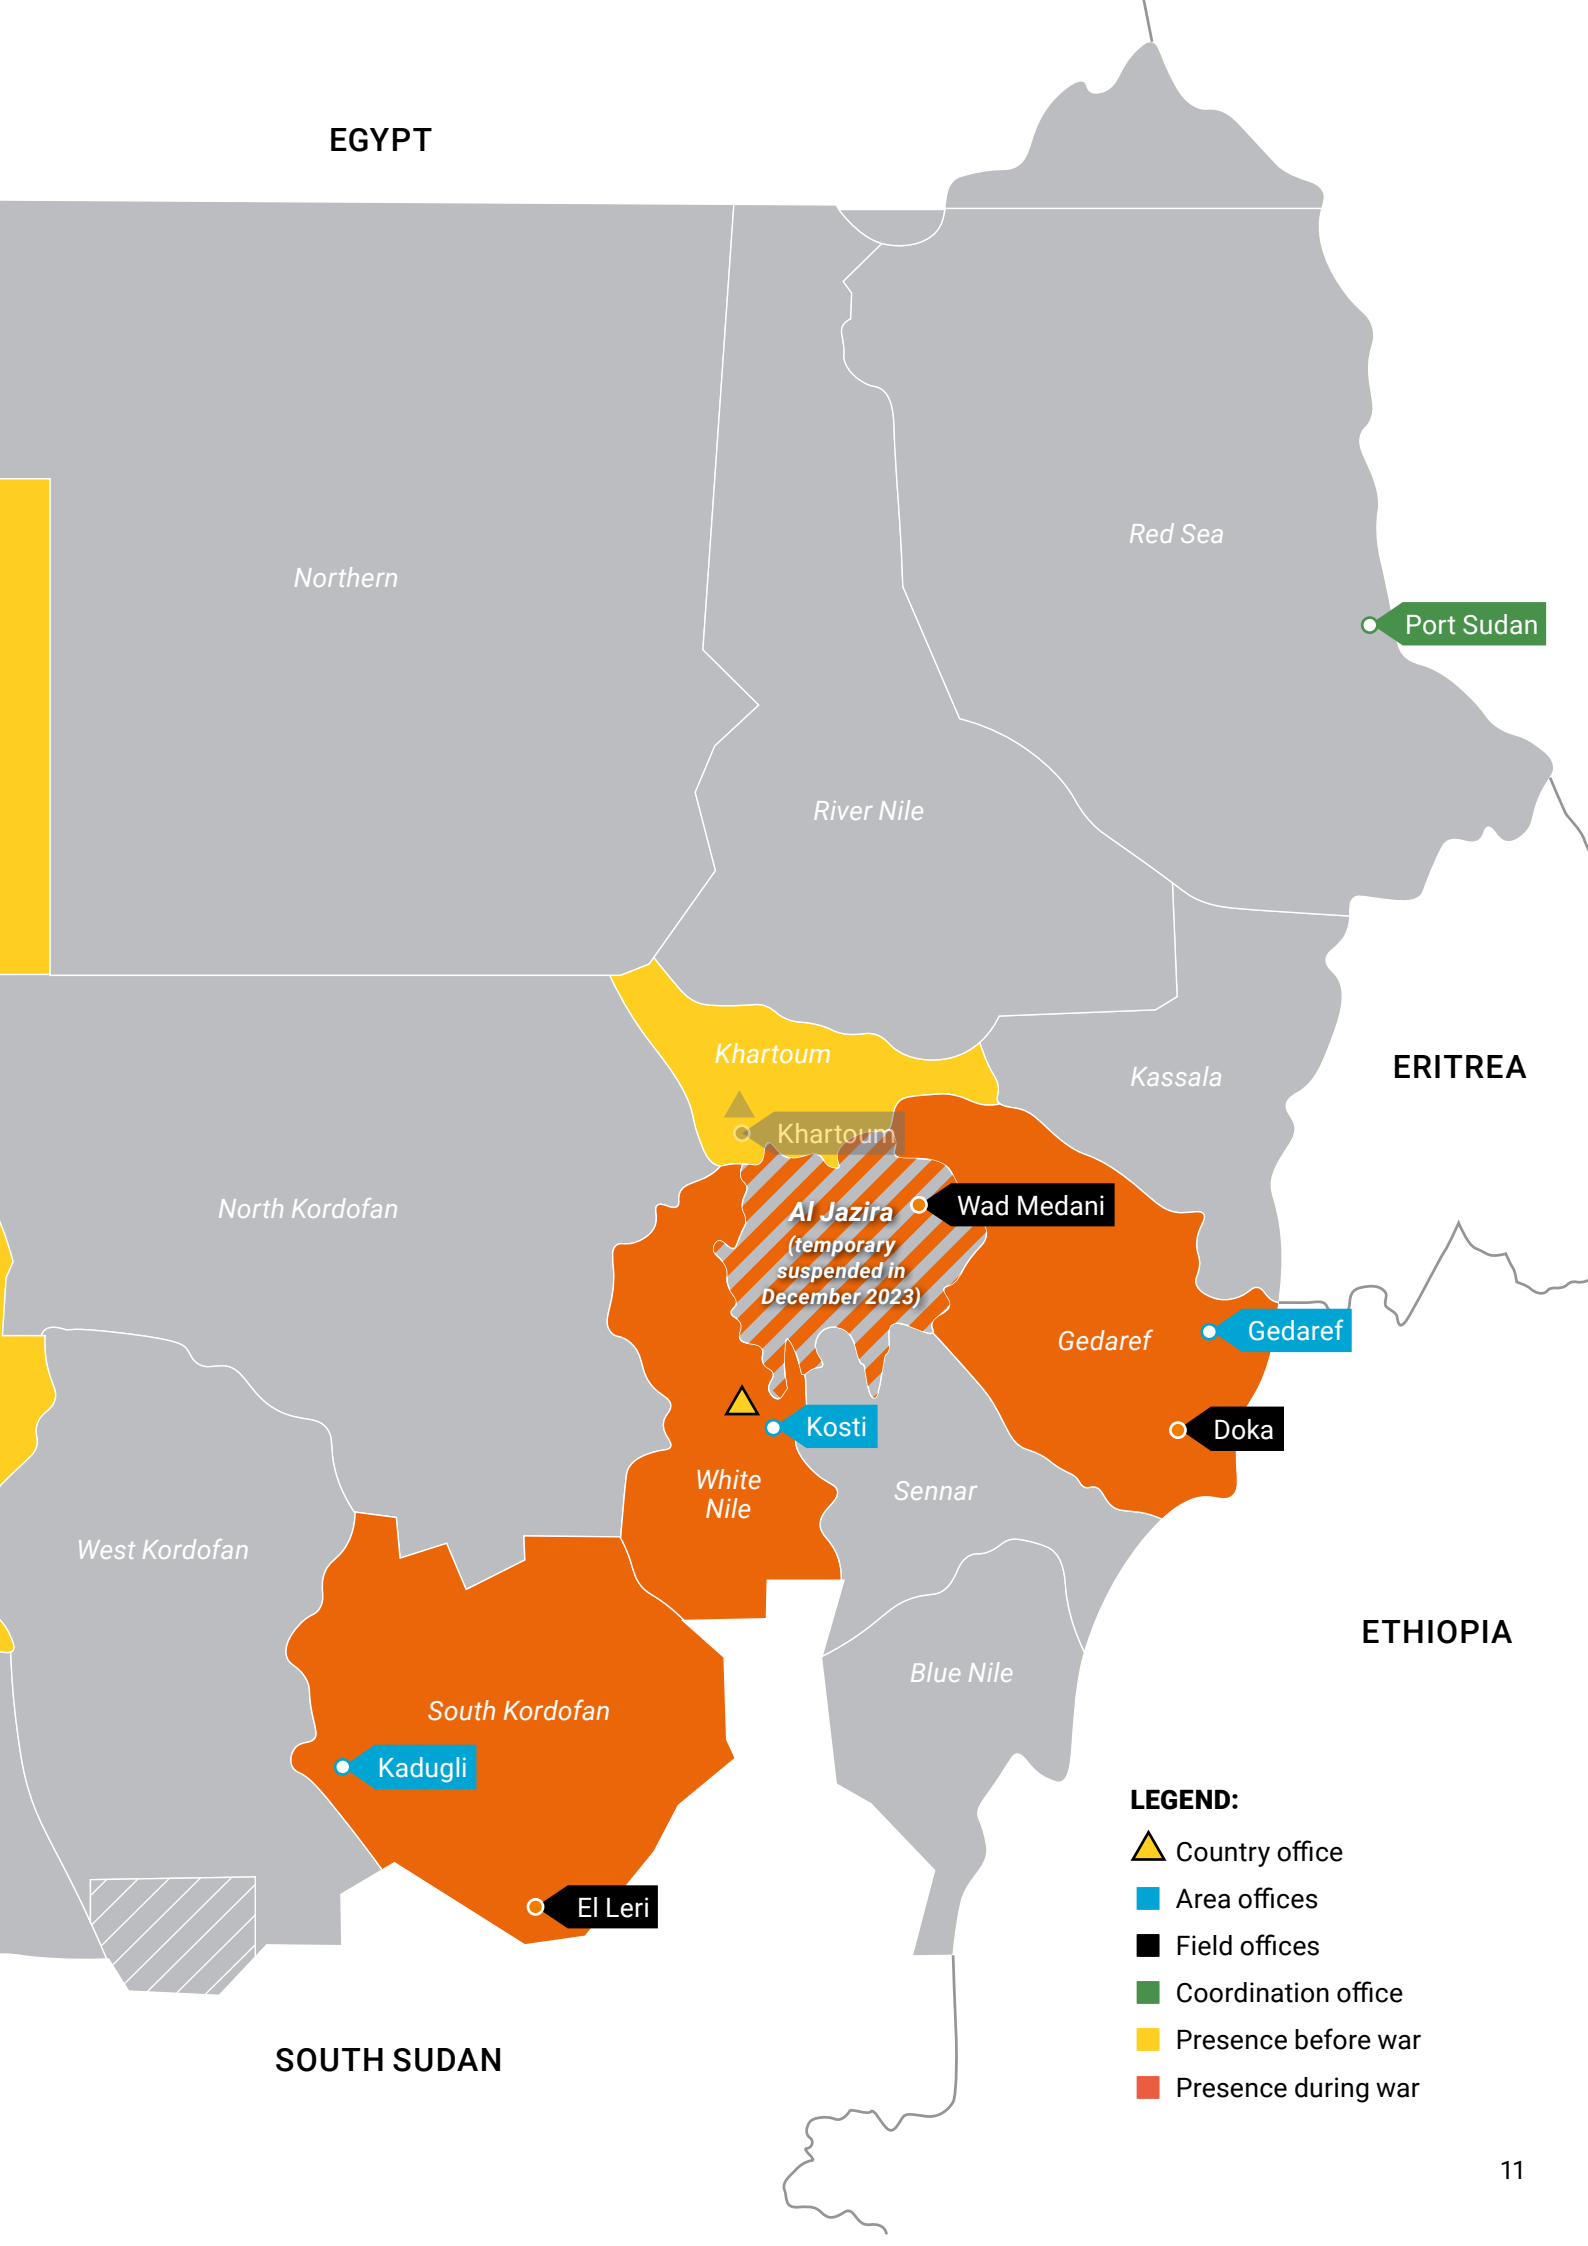 EGYPT
Northern
Red Sea
Port Sudan
River Nile
Khartoum
Kassala
ERITREA
Khartoum
North Kordofan
Al Jazira
(temporary
suspended in
December 2023)
Wad Medani
Gedaref
Gedaref
Kosti
Doka
White
Nile
Sennar
West Kordofan
ETHIOPIA
Blue Nile
South Kordofan
Kadugli
El Leri
SOUTH SUDAN
LEGEND:
Country office
Area offices
Field offices
Coordination office
Presence before war
Presence during war
11